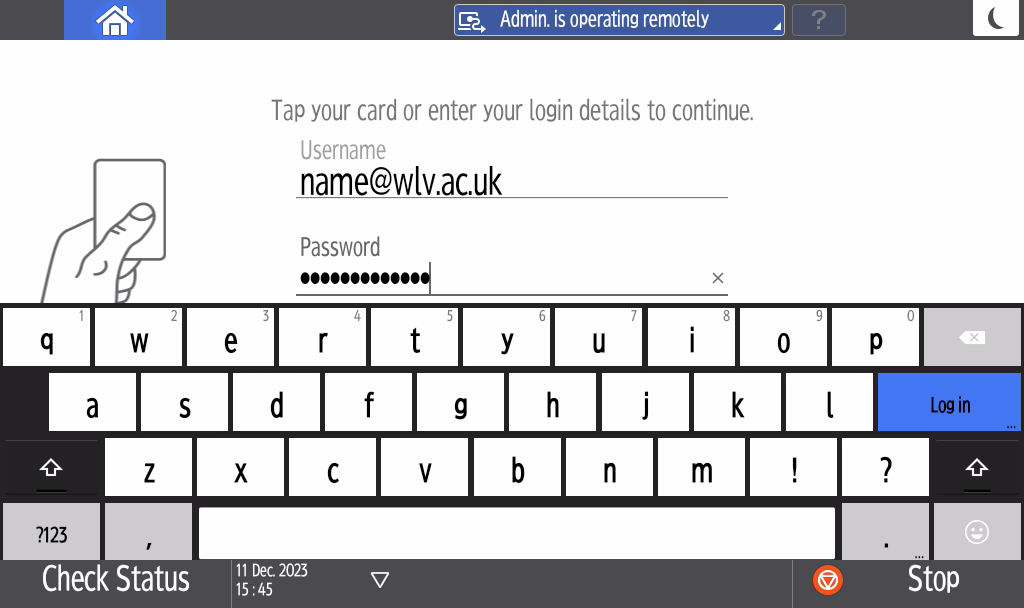 Admin. is operating remotely
?
Tap your card or enter your login details to continue.
Username
name@wlv.ac.uk
Password
•••••••••••••
×
1 2 3 4 5 6 7 8 9 0
q w e r t y u i o p
a s d f g h j k l Log in ...
z x c v b n m ! ?
?123 , . ...
Check Status
11 Dec. 2023
15 : 45
Stop